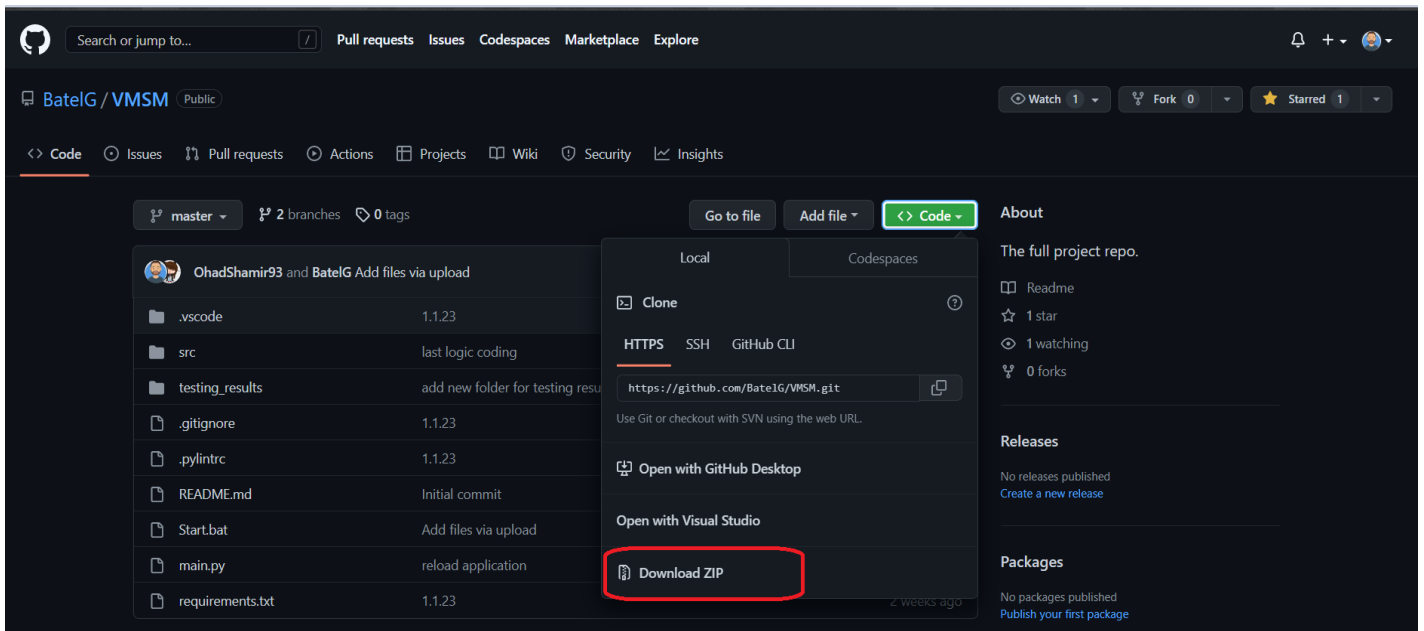 Search or jump to... /
Pull requests Issues Codespaces Marketplace Explore
BatelG / VMSM Public
Watch 1 Fork 0 Starred 1
Code Issues Pull requests Actions Projects Wiki Security Insights
master 2 branches 0 tags Go to file Add file Code
OhadShamir93 and BatelG Add files via upload
.vscode 1.1.23
src last logic coding
testing_results add new folder for testing resu
.gitignore 1.1.23
.pylintrc 1.1.23
README.md Initial commit
Start.bat Add files via upload
main.py reload application
requirements.txt 1.1.23 2 weeks ago
Local Codespaces
Clone
HTTPS SSH GitHub CLI
https://github.com/BatelG/VMSM.git
Use Git or checkout with SVN using the web URL.
Open with GitHub Desktop
Open with Visual Studio
Download ZIP
About
The full project repo.
Readme
1 star
1 watching
0 forks
Releases
No releases published
Create a new release
Packages
No packages published
Publish your first package